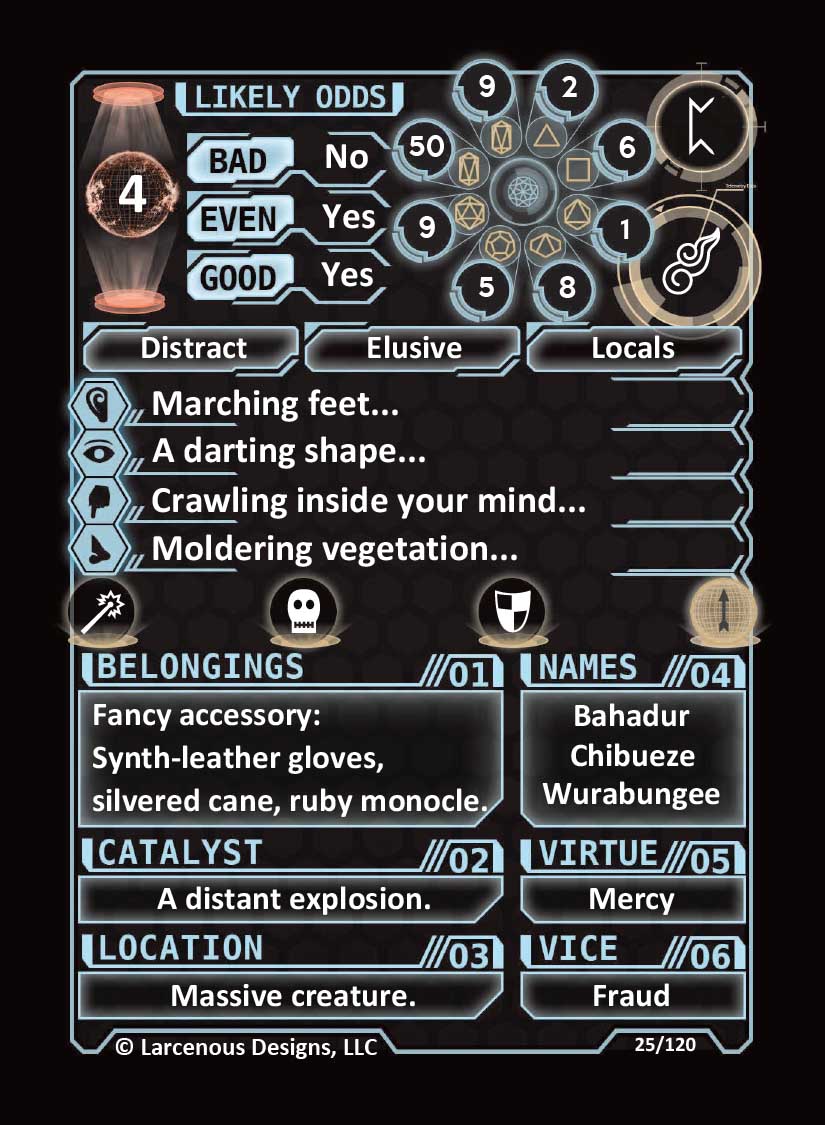 LIKELY ODDS
4
BAD No
EVEN Yes
GOOD Yes
9
2
50
6
9
1
5
8
ᛈ
Distract
Elusive
Locals
Marching feet...
A darting shape...
Crawling inside your mind...
Moldering vegetation...
BELONGINGS ///01
Fancy accessory:
Synth-leather gloves,
silvered cane, ruby monocle.
NAMES ///04
Bahadur
Chibueze
Wurabungee
CATALYST ///02
A distant explosion.
VIRTUE ///05
Mercy
LOCATION ///03
Massive creature.
VICE ///06
Fraud
© Larcenous Designs, LLC
25/120